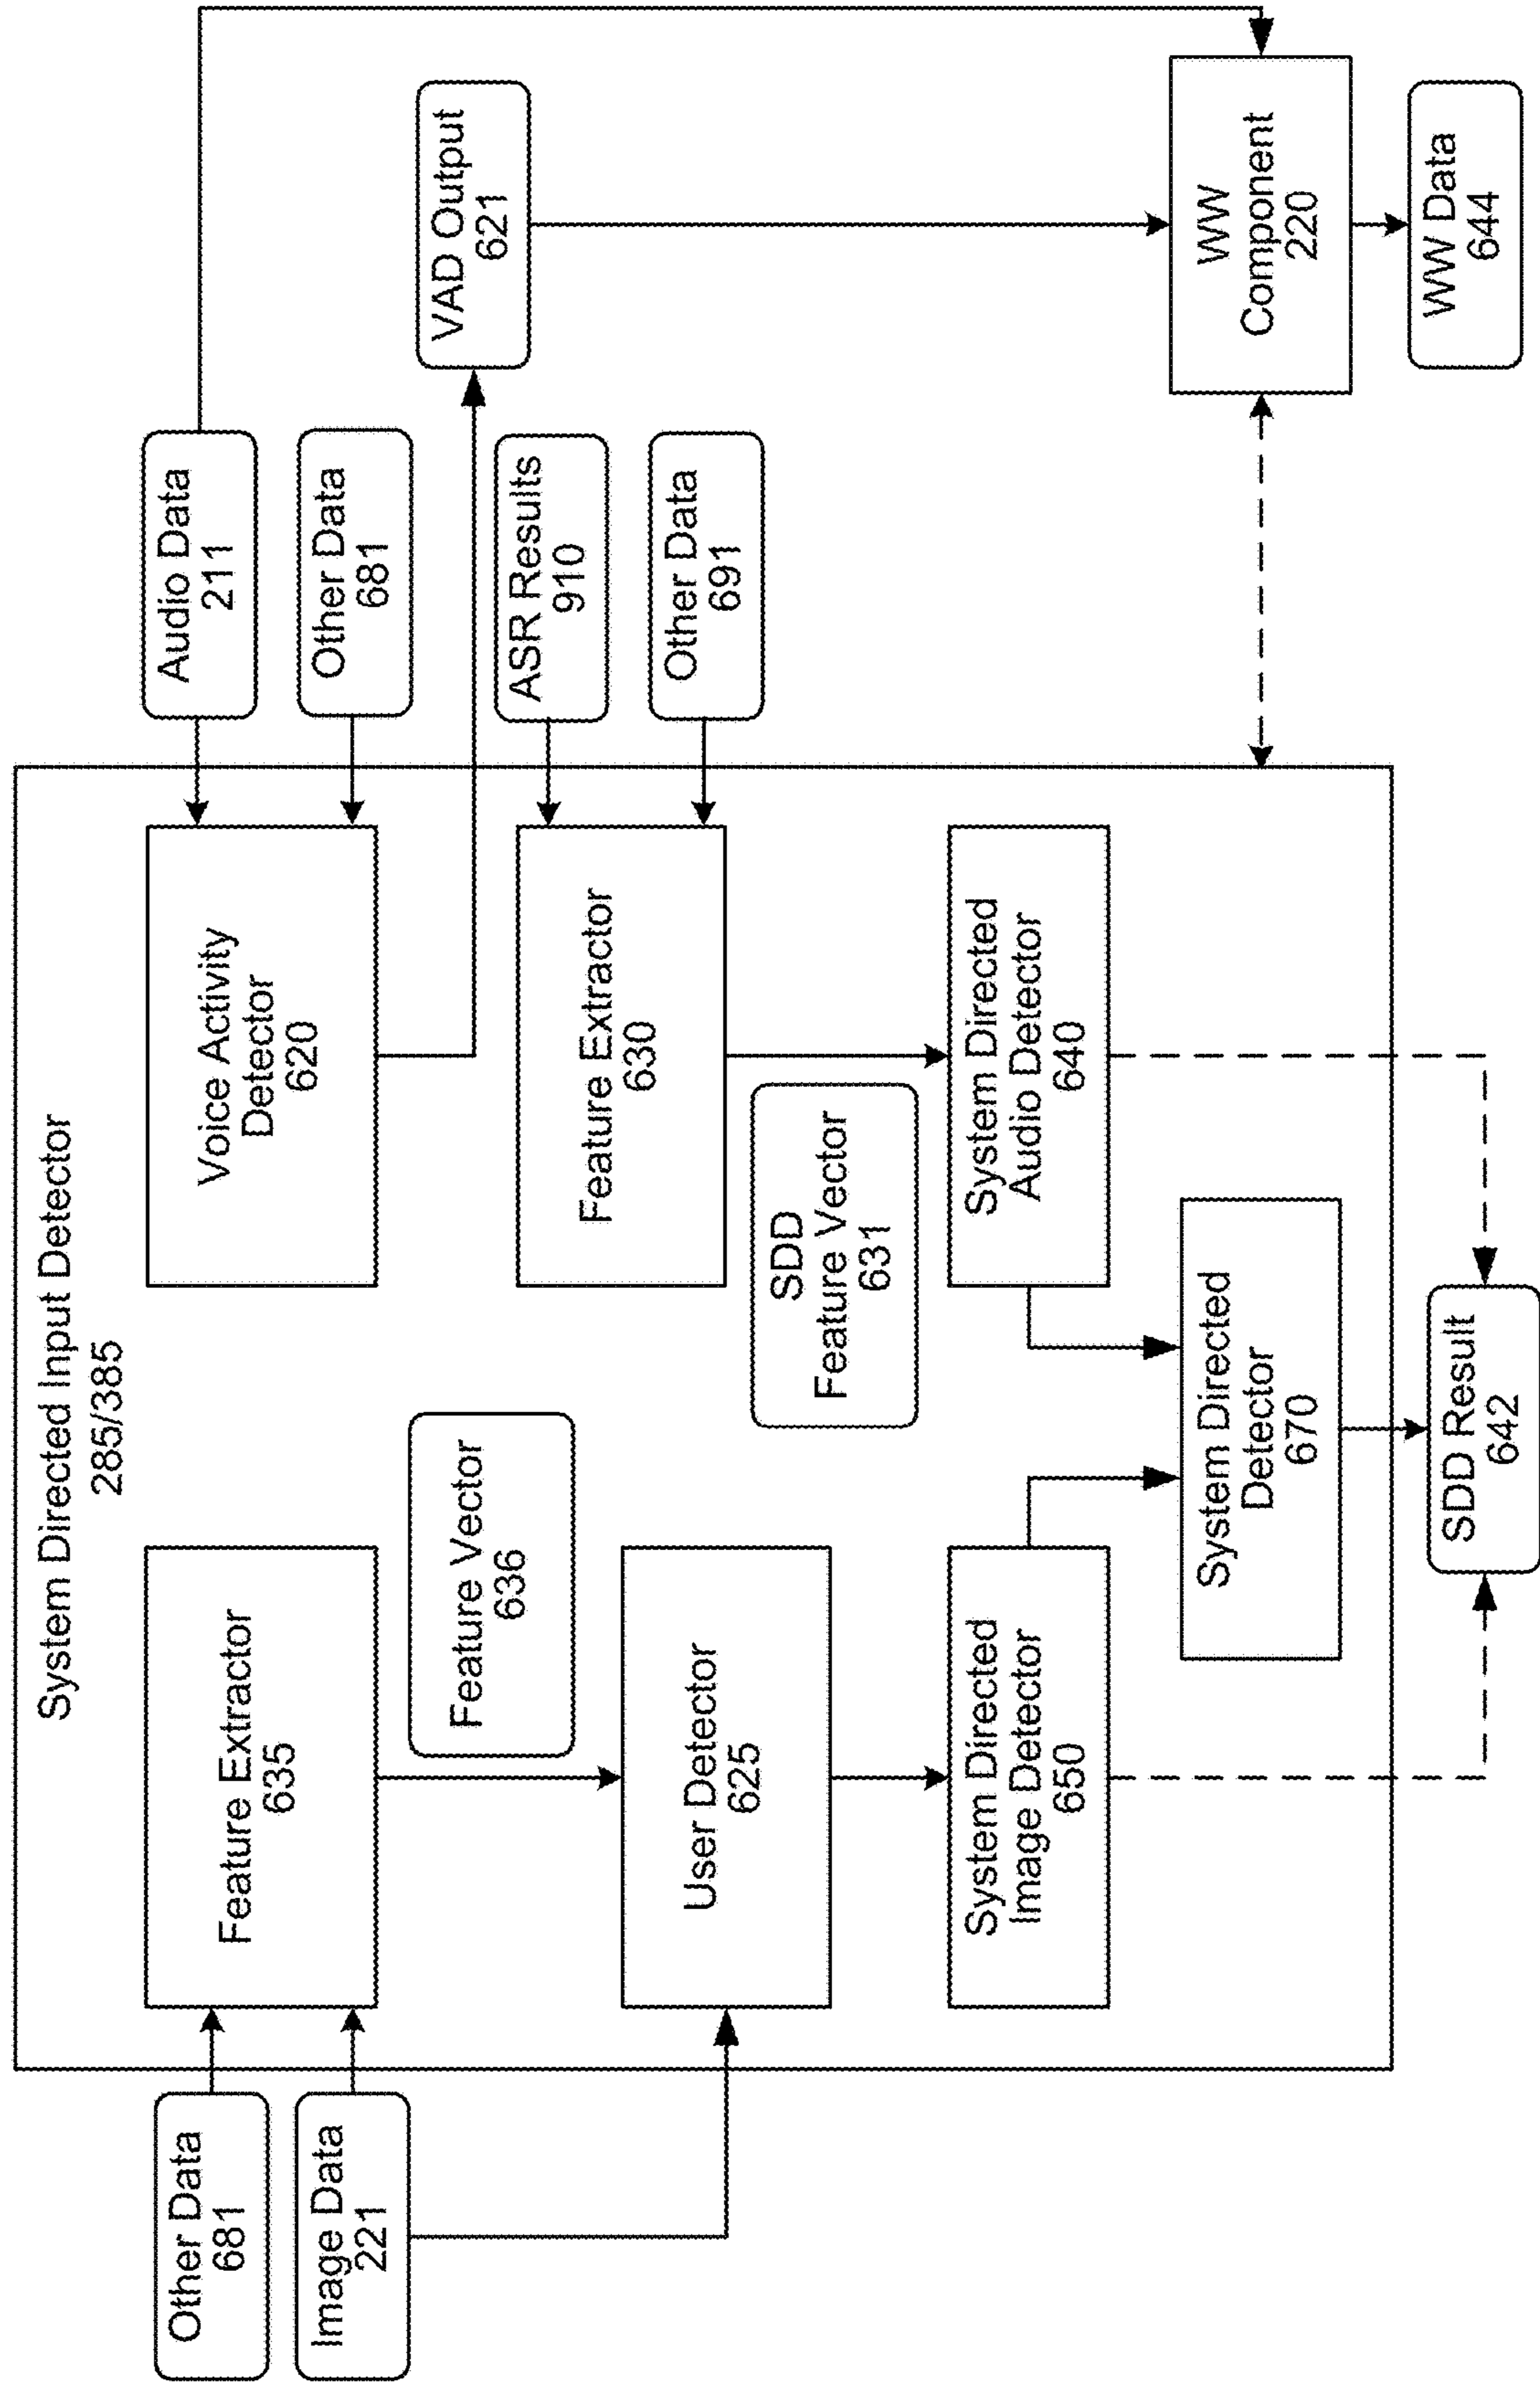 System Directed Input Detector
285/385
Other Data
681
Image Data
221
Feature Extractor
635
Feature Vector
636
User Detector
625
System Directed
Image Detector
650
Voice Activity
Detector
620
Audio Data
211
Other Data
681
VAD Output
621
ASR Results
910
Other Data
691
Feature Extractor
630
SDD
Feature Vector
631
System Directed
Audio Detector
640
System Directed
Detector
670
SDD Result
642
WW
Component
220
WW Data
644